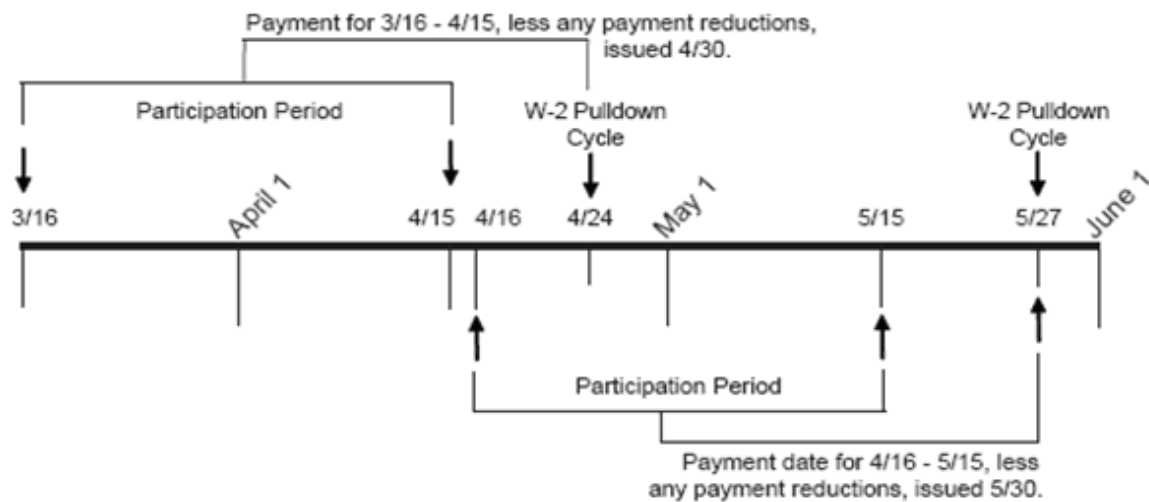 Payment for 3/16 - 4/15, less any payment reductions,
issued 4/30.
Participation Period
W-2 Pulldown
Cycle
W-2 Pulldown
Cycle
3/16
April 1
4/15
4/16
4/24
May 1
5/15
5/27
June 1
Participation Period
Payment date for 4/16 - 5/15, less
any payment reductions, issued 5/30.